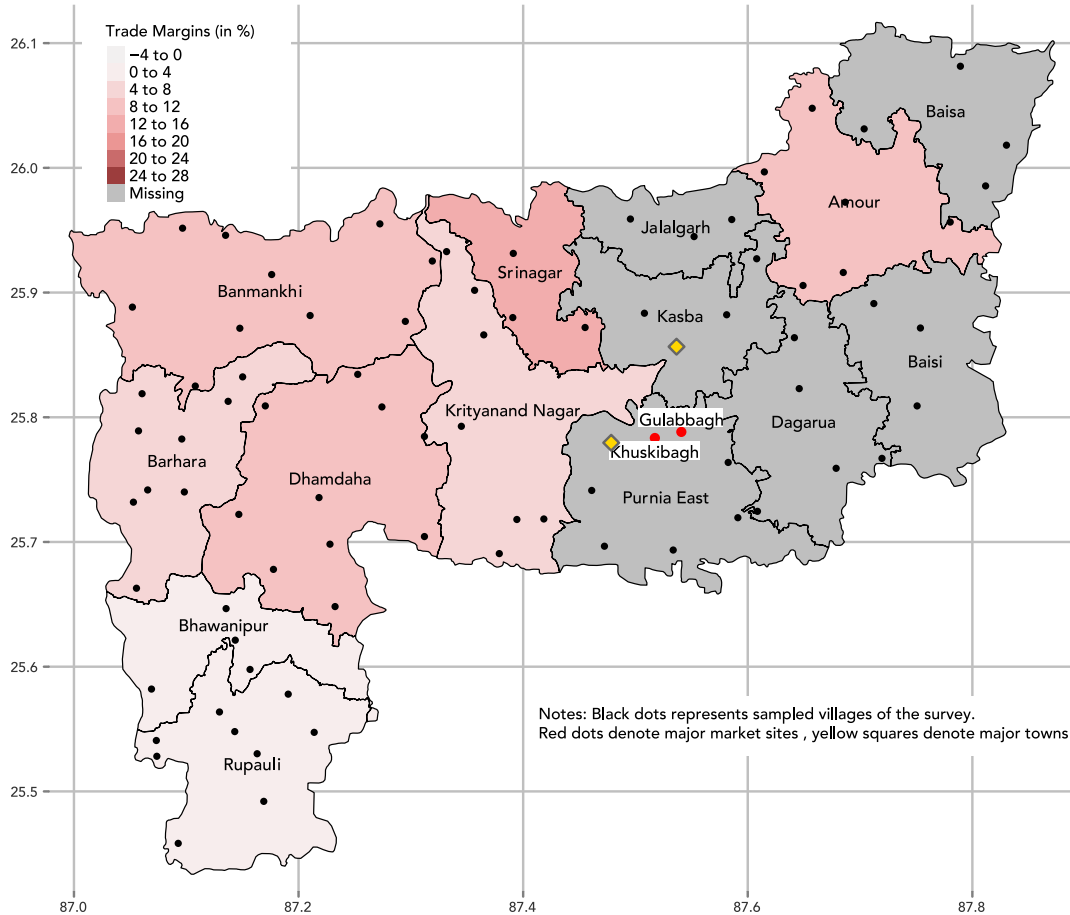 Trade Margins (in %)
−4 to 0
0 to 4
4 to 8
8 to 12
12 to 16
16 to 20
20 to 24
24 to 28
Missing
26.1
26.0
25.9
25.8
25.7
25.6
25.5
87.0
87.2
87.4
87.6
87.8
Baisa
Amour
Jalalgarh
Srinagar
Banmankhi
Kasba
Baisi
Krityanand Nagar
Gulabbagh
Dagarua
Khuskibagh
Barhara
Dhamdaha
Purnia East
Bhawanipur
Rupauli
Notes: Black dots represents sampled villages of the survey.
Red dots denote major market sites , yellow squares denote major towns